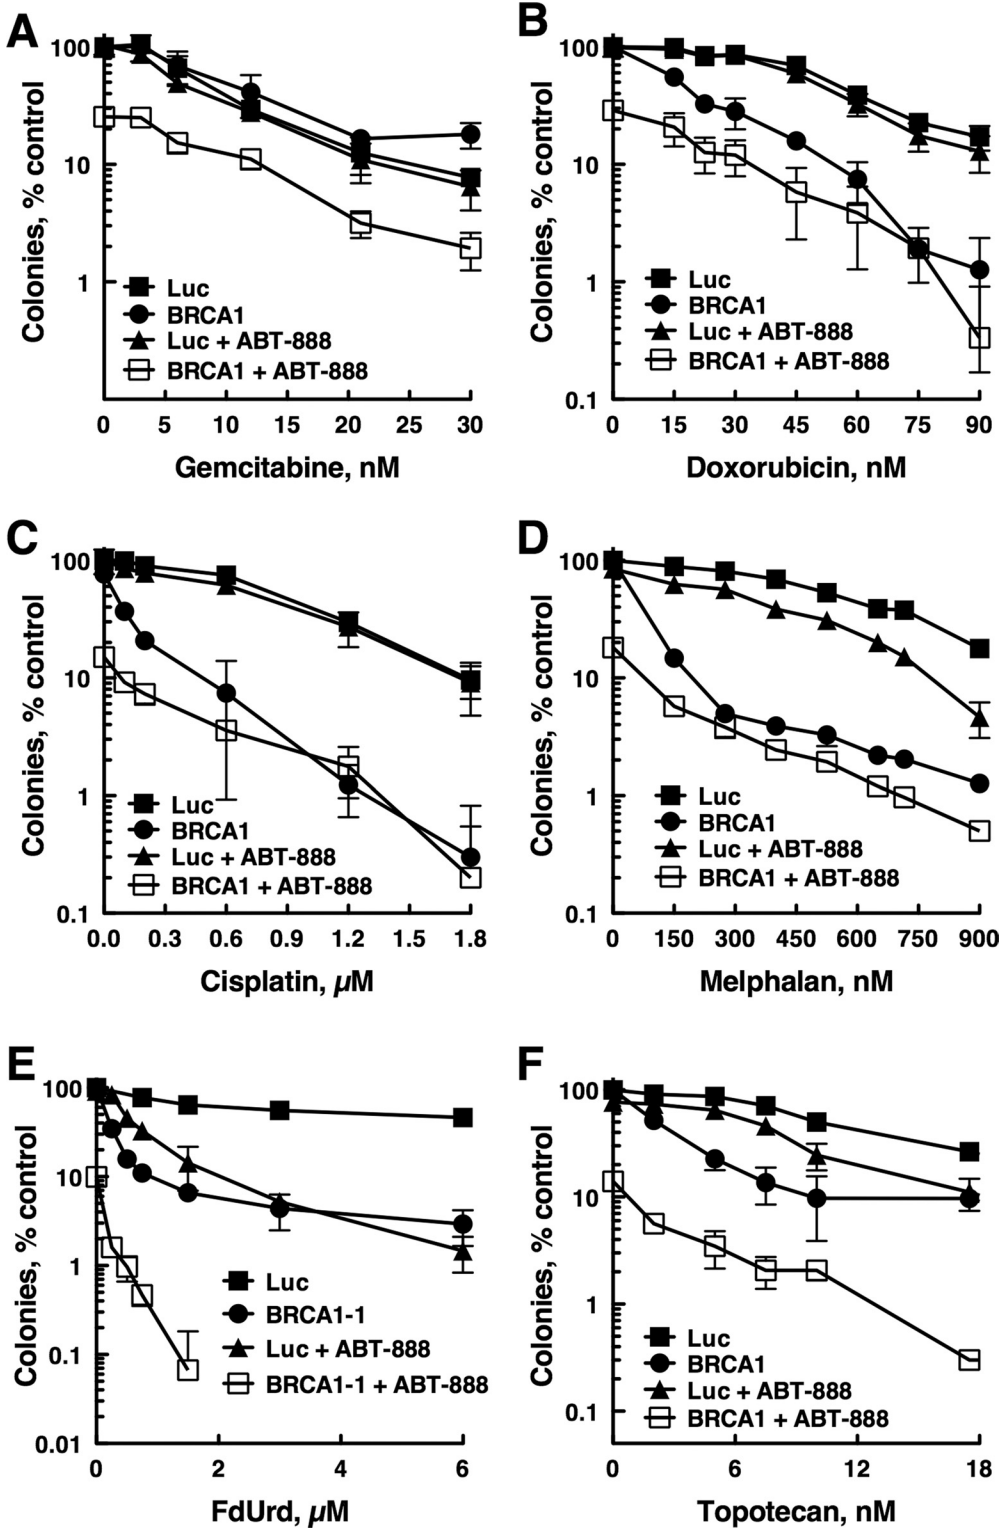 A
Colonies, % control
100
10
1
Luc
BRCA1
Luc + ABT-888
BRCA1 + ABT-888
0 5 10 15 20 25 30
Gemcitabine, nM
B
Colonies, % control
100
10
1
0.1
Luc
BRCA1
Luc + ABT-888
BRCA1 + ABT-888
0 15 30 45 60 75 90
Doxorubicin, nM
C
Colonies, % control
100
10
1
0.1
Luc
BRCA1
Luc + ABT-888
BRCA1 + ABT-888
0.0 0.3 0.6 0.9 1.2 1.5 1.8
Cisplatin, µM
D
Colonies, % control
100
10
1
0.1
Luc
BRCA1
Luc + ABT-888
BRCA1 + ABT-888
0 150 300 450 600 750 900
Melphalan, nM
E
Colonies, % control
100
10
1
0.1
0.01
Luc
BRCA1-1
Luc + ABT-888
BRCA1-1 + ABT-888
0 2 4 6
FdUrd, µM
F
Colonies, % control
100
10
1
0.1
Luc
BRCA1
Luc + ABT-888
BRCA1 + ABT-888
0 6 12 18
Topotecan, nM